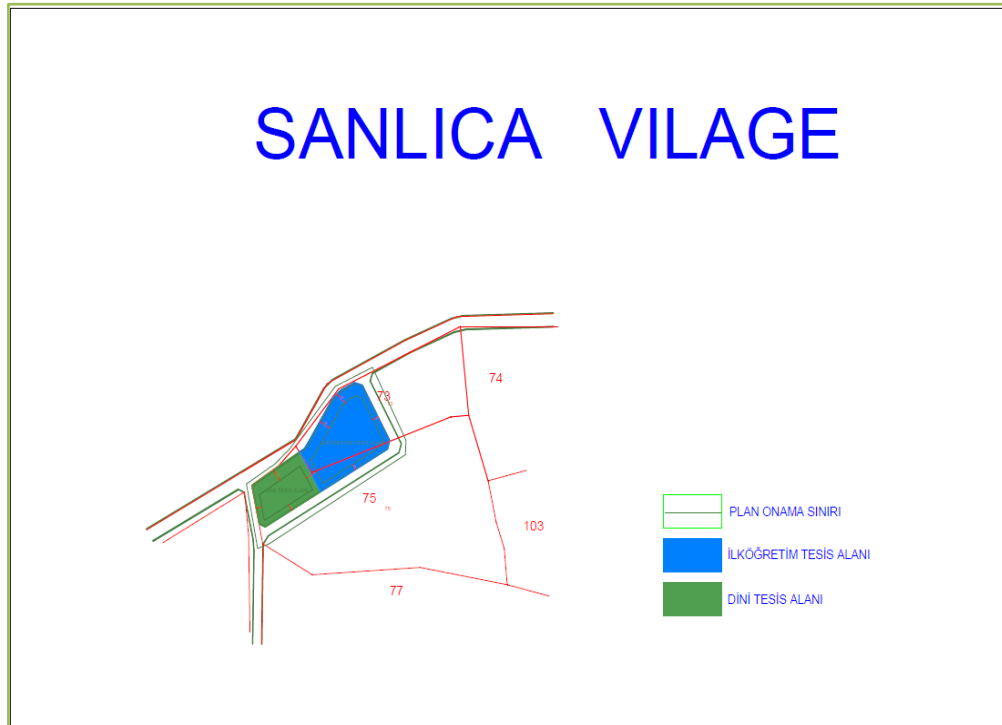 SANLICA VILAGE
74
73
75
103
77
PLAN ONAMA SINIRI
İLKÖĞRETİM TESİS ALANI
DİNİ TESİS ALANI